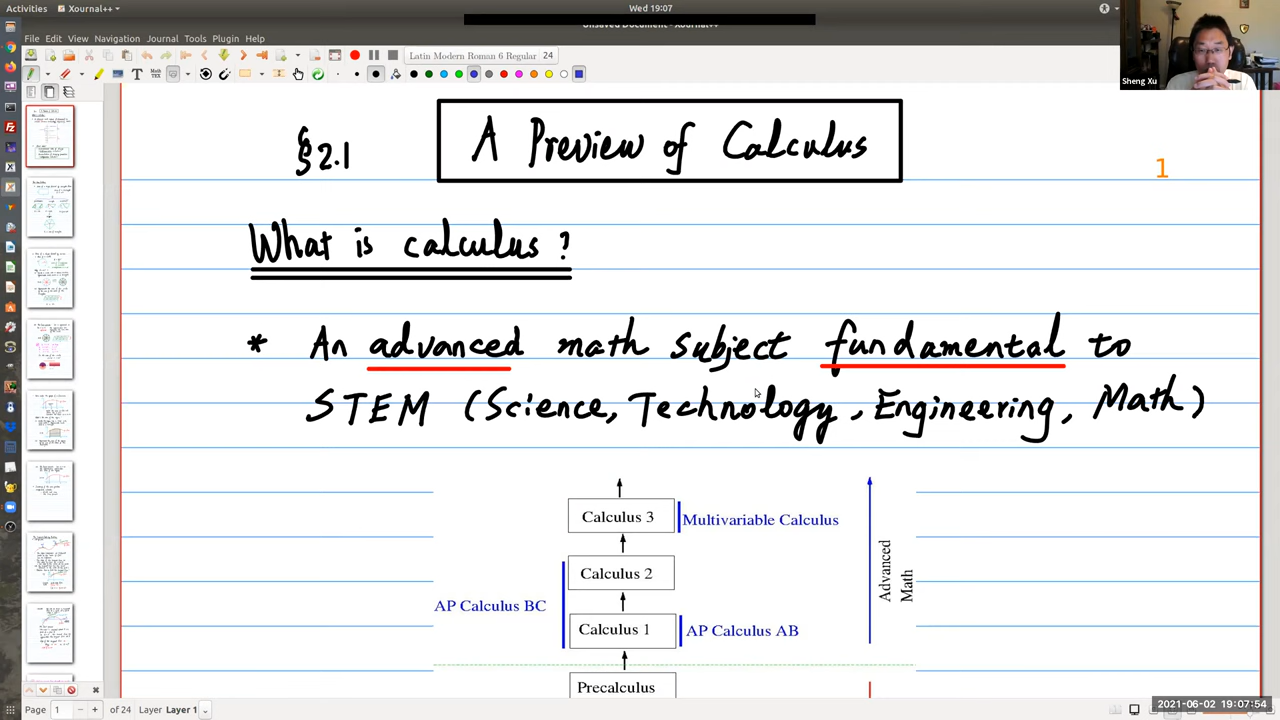 Activities
Xournal++
Wed 19:07
Unsaved Document - Xournal++
File Edit View Navigation Journal Tools Plugin Help
Latin Modern Roman 6 Regular 24
Sheng Xu
§2.1
A Preview of Calculus
1
What is calculus?
* An advanced math subject fundamental to
STEM (Science, Technology, Engineering, Math)
Calculus 3
Multivariable Calculus
Calculus 2
AP Calculus BC
Calculus 1
AP Calculus AB
Advanced
Math
Precalculus
Page 1 of 24 Layer Layer 1
2021-06-02 19:07:54